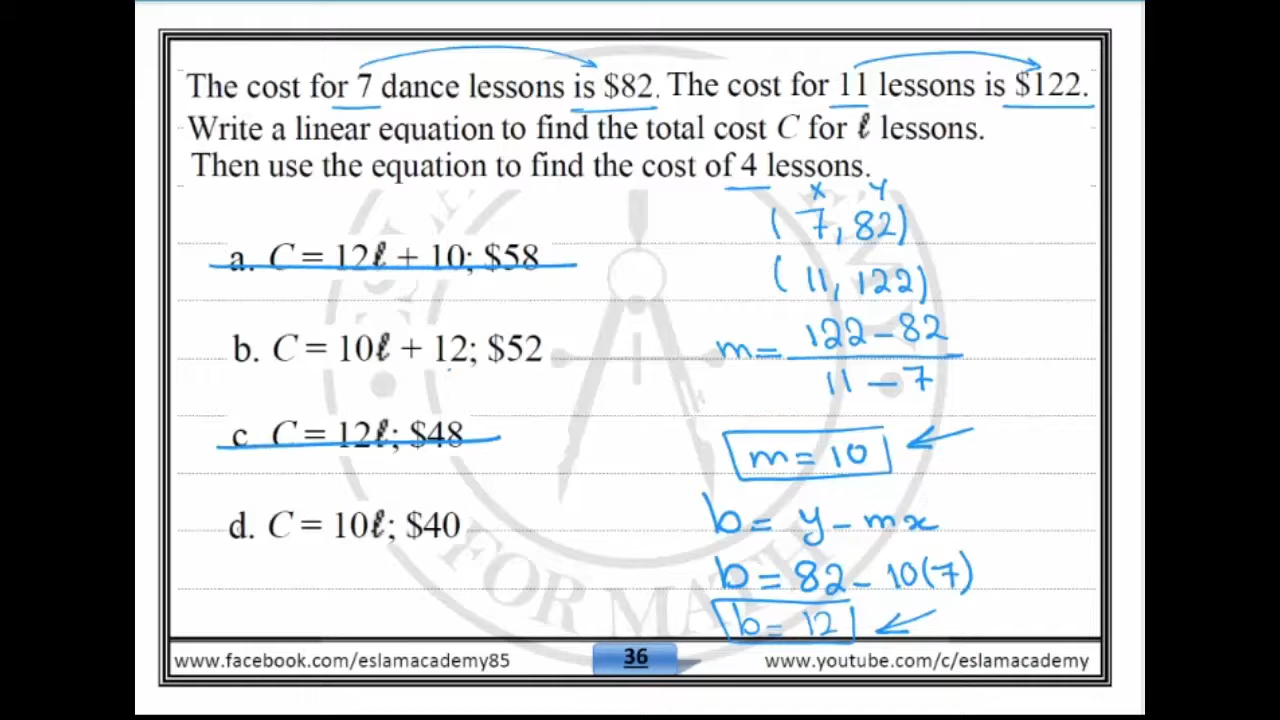 The cost for 7 dance lessons is $82. The cost for 11 lessons is $122.
Write a linear equation to find the total cost C for ℓ lessons.
Then use the equation to find the cost of 4 lessons.
a. C = 12ℓ + 10; $58
b. C = 10ℓ + 12; $52
c. C = 12ℓ; $48
d. C = 10ℓ; $40
x y
(7, 82)
(11, 122)
m = 122 - 82
11 - 7
m = 10
b = y - mx
b = 82 - 10(7)
b = 12
FOR MATH
www.facebook.com/eslamacademy85
36
www.youtube.com/c/eslamacademy